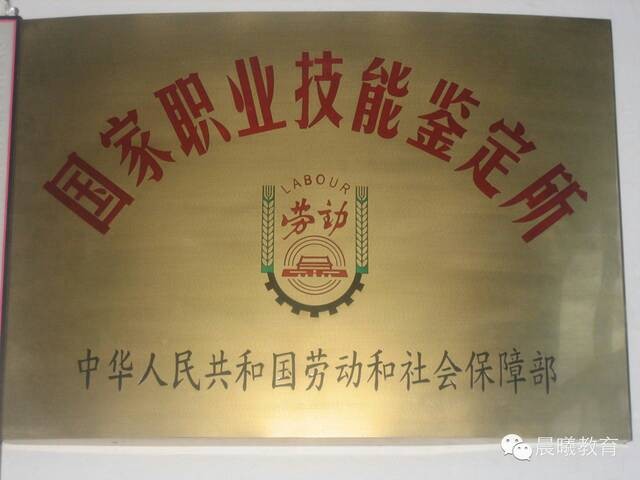 国家职业技能鉴定所
LABOUR
劳动
中华人民共和国劳动和社会保障部
晨曦教育